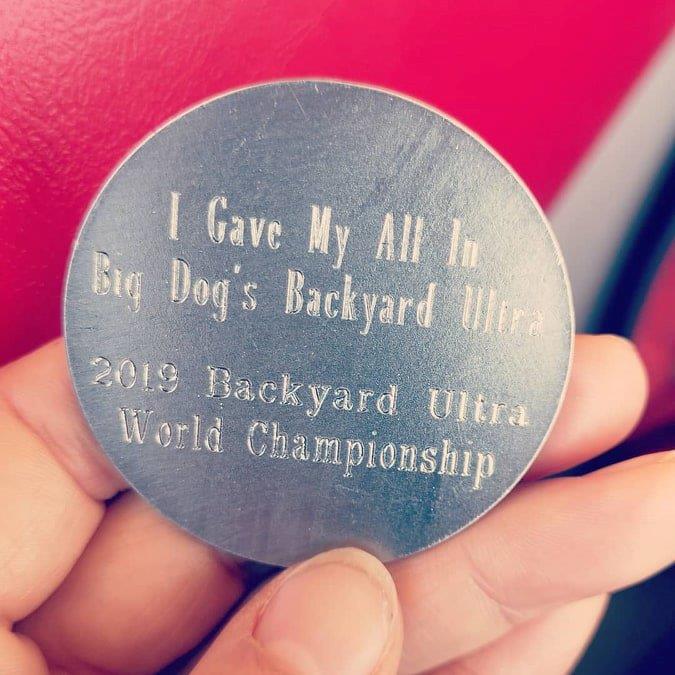 I Gave My All In
Big Dog's Backyard Ultra
2019 Backyard Ultra
World Championship